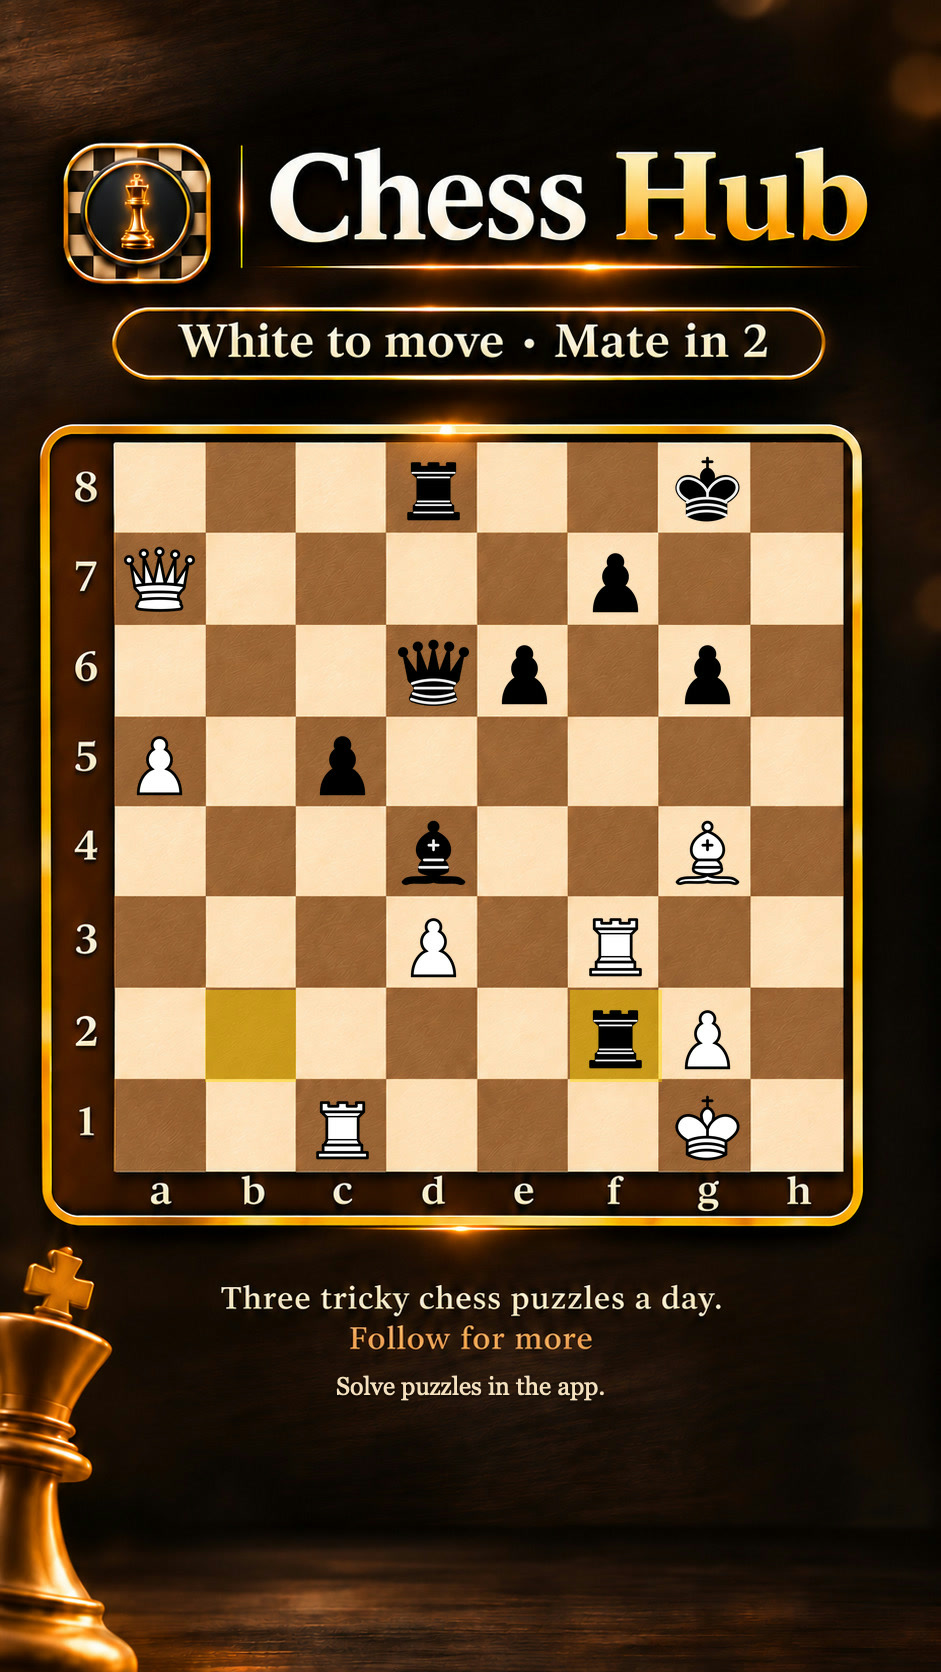 Chess Hub
White to move • Mate in 2
8
7
6
5
4
3
2
1
a b c d e f g h
Three tricky chess puzzles a day.
Follow for more
Solve puzzles in the app.